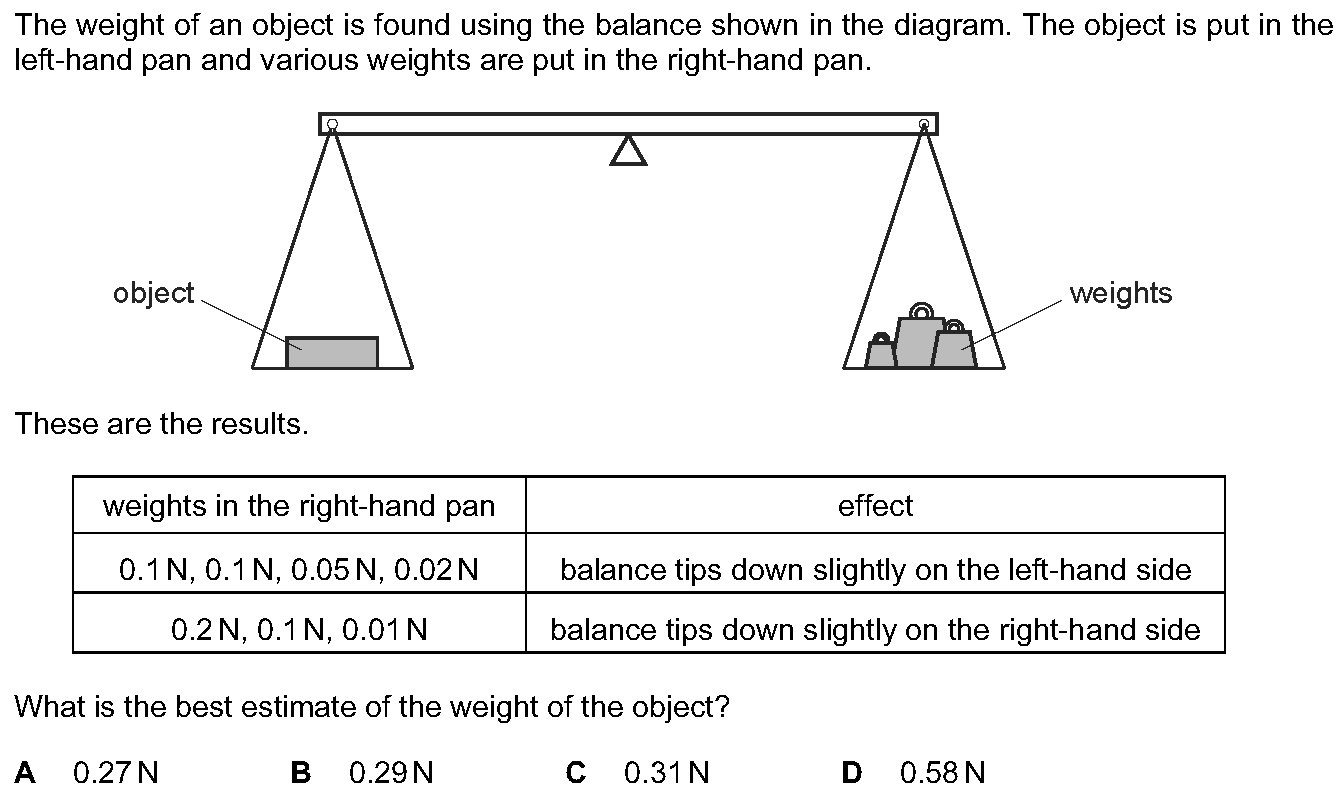 The weight of an object is found using the balance shown in the diagram. The object is put in the
left-hand pan and various weights are put in the right-hand pan.
object
weights
These are the results.
weights in the right-hand pan effect
0.1 N, 0.1 N, 0.05 N, 0.02 N balance tips down slightly on the left-hand side
0.2 N, 0.1 N, 0.01 N balance tips down slightly on the right-hand side
What is the best estimate of the weight of the object?
A 0.27 N B 0.29 N C 0.31 N D 0.58 N